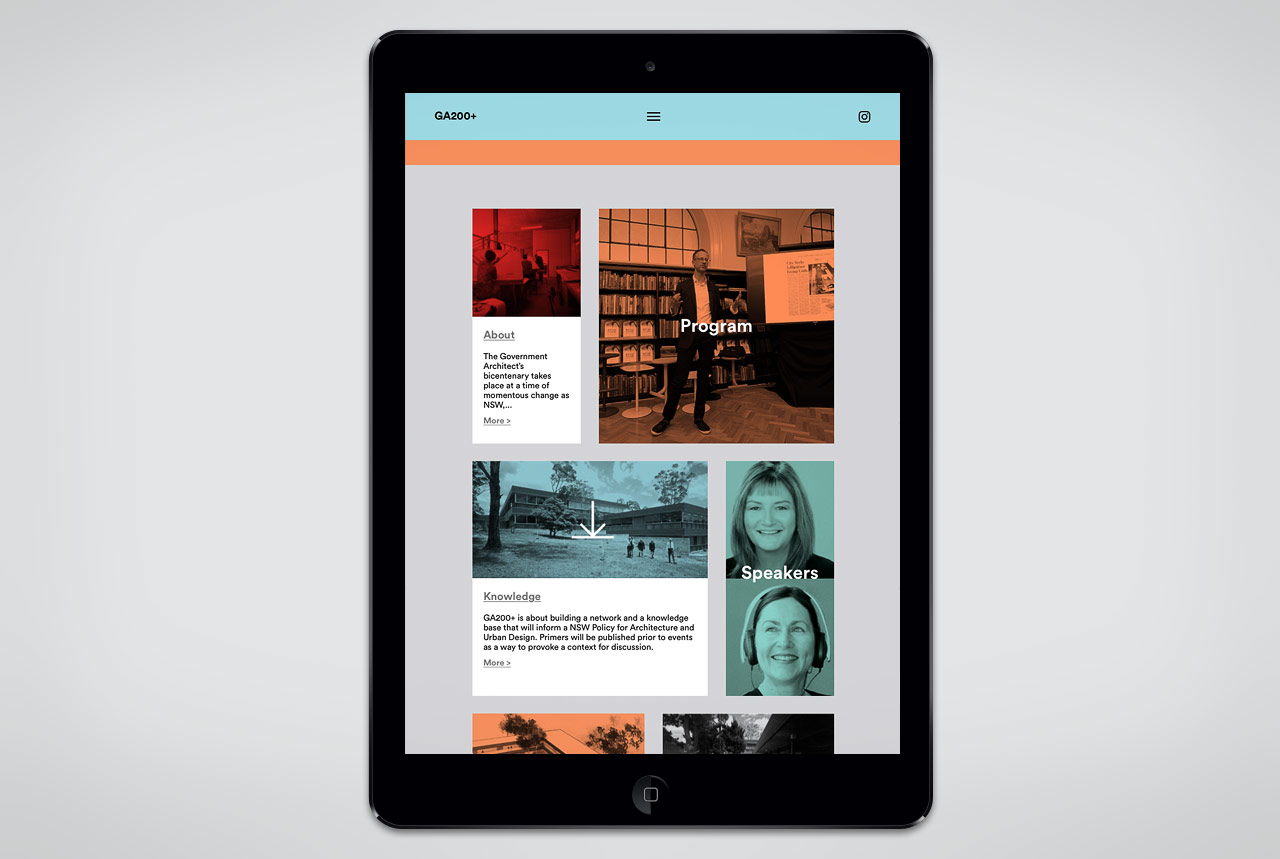 GA200+
Program
About
The Government
Architect's
bicentenary takes
place at a time of
momentous change as
NSW,...
More >
Speakers
Knowledge
GA200+ is about building a network and a knowledge
base that will inform a NSW Policy for Architecture and
Urban Design. Primers will be published prior to events
as a way to provoke a context for discussion.
More >